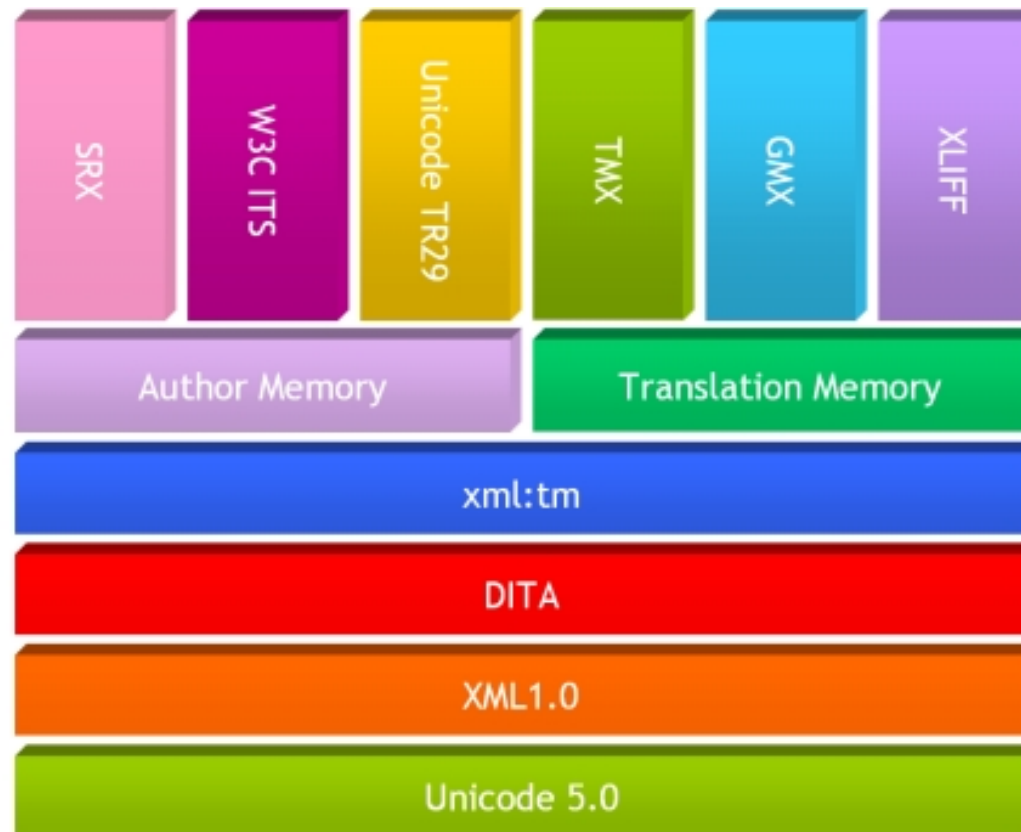 SRX
W3C ITS
Unicode TR29
TMX
GMX
XLIFF
Author Memory
Translation Memory
xml:tm
DITA
XML1.0
Unicode 5.0